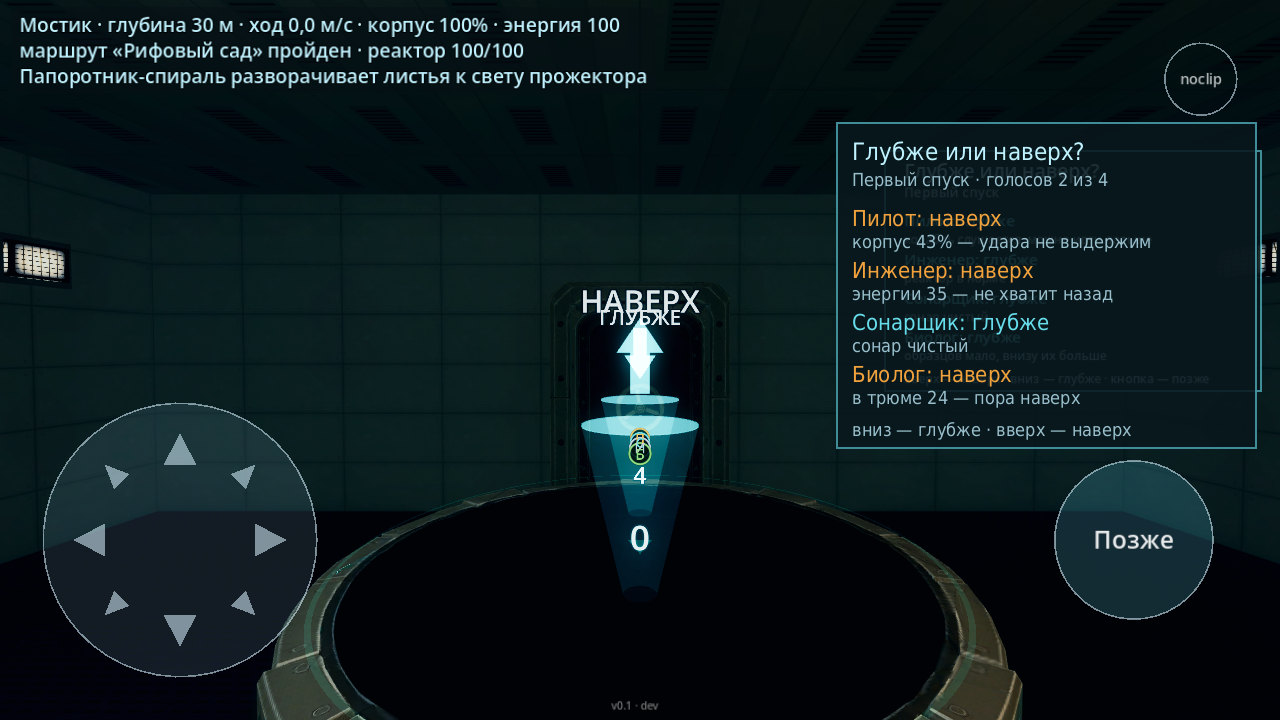 Мостик · глубина 30 м · ход 0,0 м/с · корпус 100% · энергия 100
маршрут «Рифовый сад» пройден · реактор 100/100
Папоротник-спираль разворачивает листья к свету прожектора
noclip
Глубже или наверх?
Первый спуск · голосов 2 из 4
Пилот: наверх
корпус 43% — удара не выдержим
Инженер: наверх
энергии 35 — не хватит назад
Сонарщик: глубже
сонар чистый
Биолог: наверх
в трюме 24 — пора наверх
вниз — глубже · вверх — наверх
НАВЕРХ
ГЛУБЖЕ
4
0
Позже
v0.1 · dev